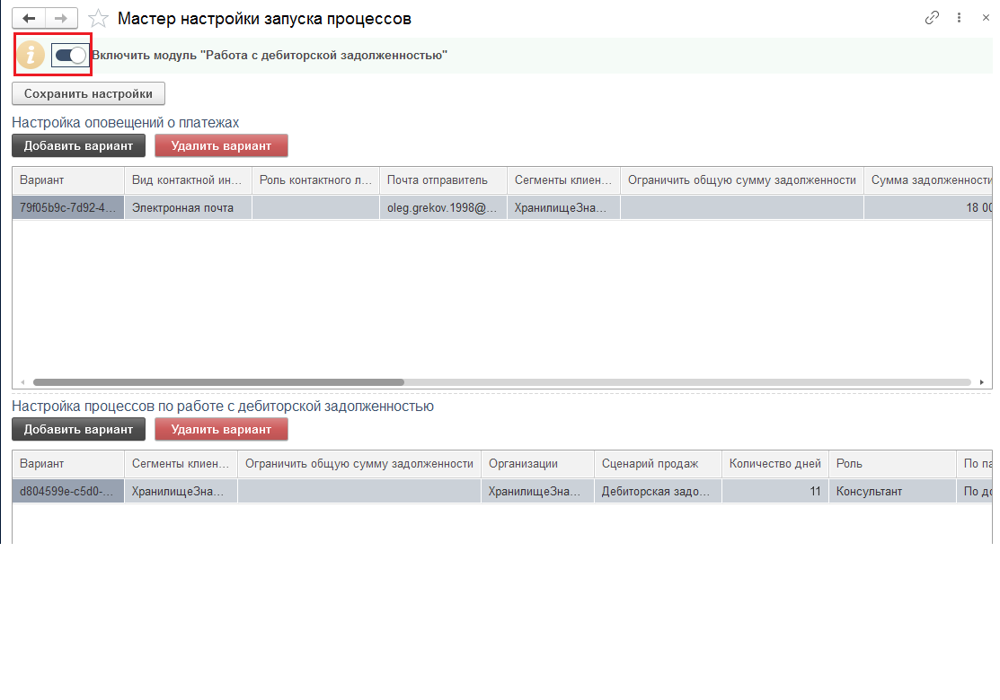 Мастер настройки запуска процессов
Включить модуль "Работа с дебиторской задолженностью"
Сохранить настройки
Настройка оповещений о платежах
Добавить вариант Удалить вариант
Вариант Вид контактной ин... Роль контактного л... Почта отправитель Сегменты клиен... Ограничить общую сумму задолженности Сумма задолженности
79f05b9c-7d92-4... Электронная почта oleg.grekov.1998@... ХранилищеЗна... 18 00
Настройка процессов по работе с дебиторской задолженностью
Добавить вариант Удалить вариант
Вариант Сегменты клиен... Ограничить общую сумму задолженности Организации Сценарий продаж Количество дней Роль По па
d804599e-c5d0-... ХранилищеЗна... ХранилищеЗна... Дебиторская задо... 11 Консультант По до